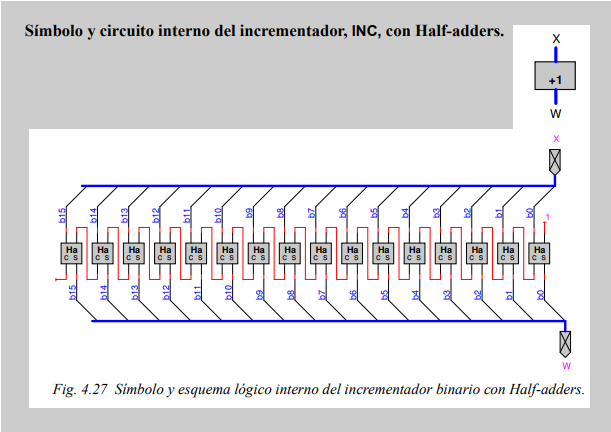 Símbolo y circuito interno del incrementador, INC, con Half-adders.
X
+1
W
X
b15 b14 b13 b12 b11 b10 b9 b8 b7 b6 b5 b4 b3 b2 b1 b0 1
Ha Ha Ha Ha Ha Ha Ha Ha Ha Ha Ha Ha Ha Ha Ha Ha
C S C S C S C S C S C S C S C S C S C S C S C S C S C S C S C S
b15 b14 b13 b12 b11 b10 b9 b8 b7 b6 b5 b4 b3 b2 b1 b0
W
Fig. 4.27 Símbolo y esquema lógico interno del incrementador binario con Half-adders.